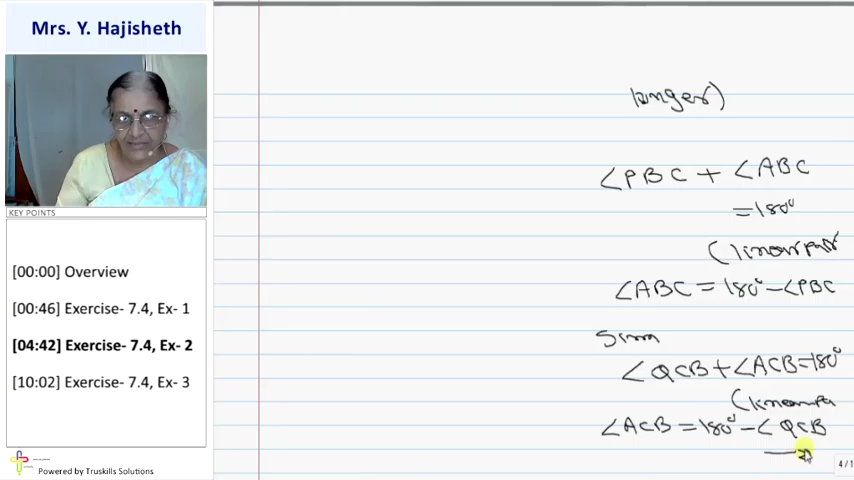 Mrs. Y. Hajisheth
KEY POINTS
[00:00] Overview
[00:46] Exercise- 7.4, Ex- 1
[04:42] Exercise- 7.4, Ex- 2
[10:02] Exercise- 7.4, Ex- 3
Powered by Truskills Solutions
longer)
∠PBC + ∠ABC
=180°
(linear pair
∠ABC = 180° - ∠PBC
∠QCB + ∠ACB = 180°
(linear pa
∠ACB = 180° - ∠QCB
4/1